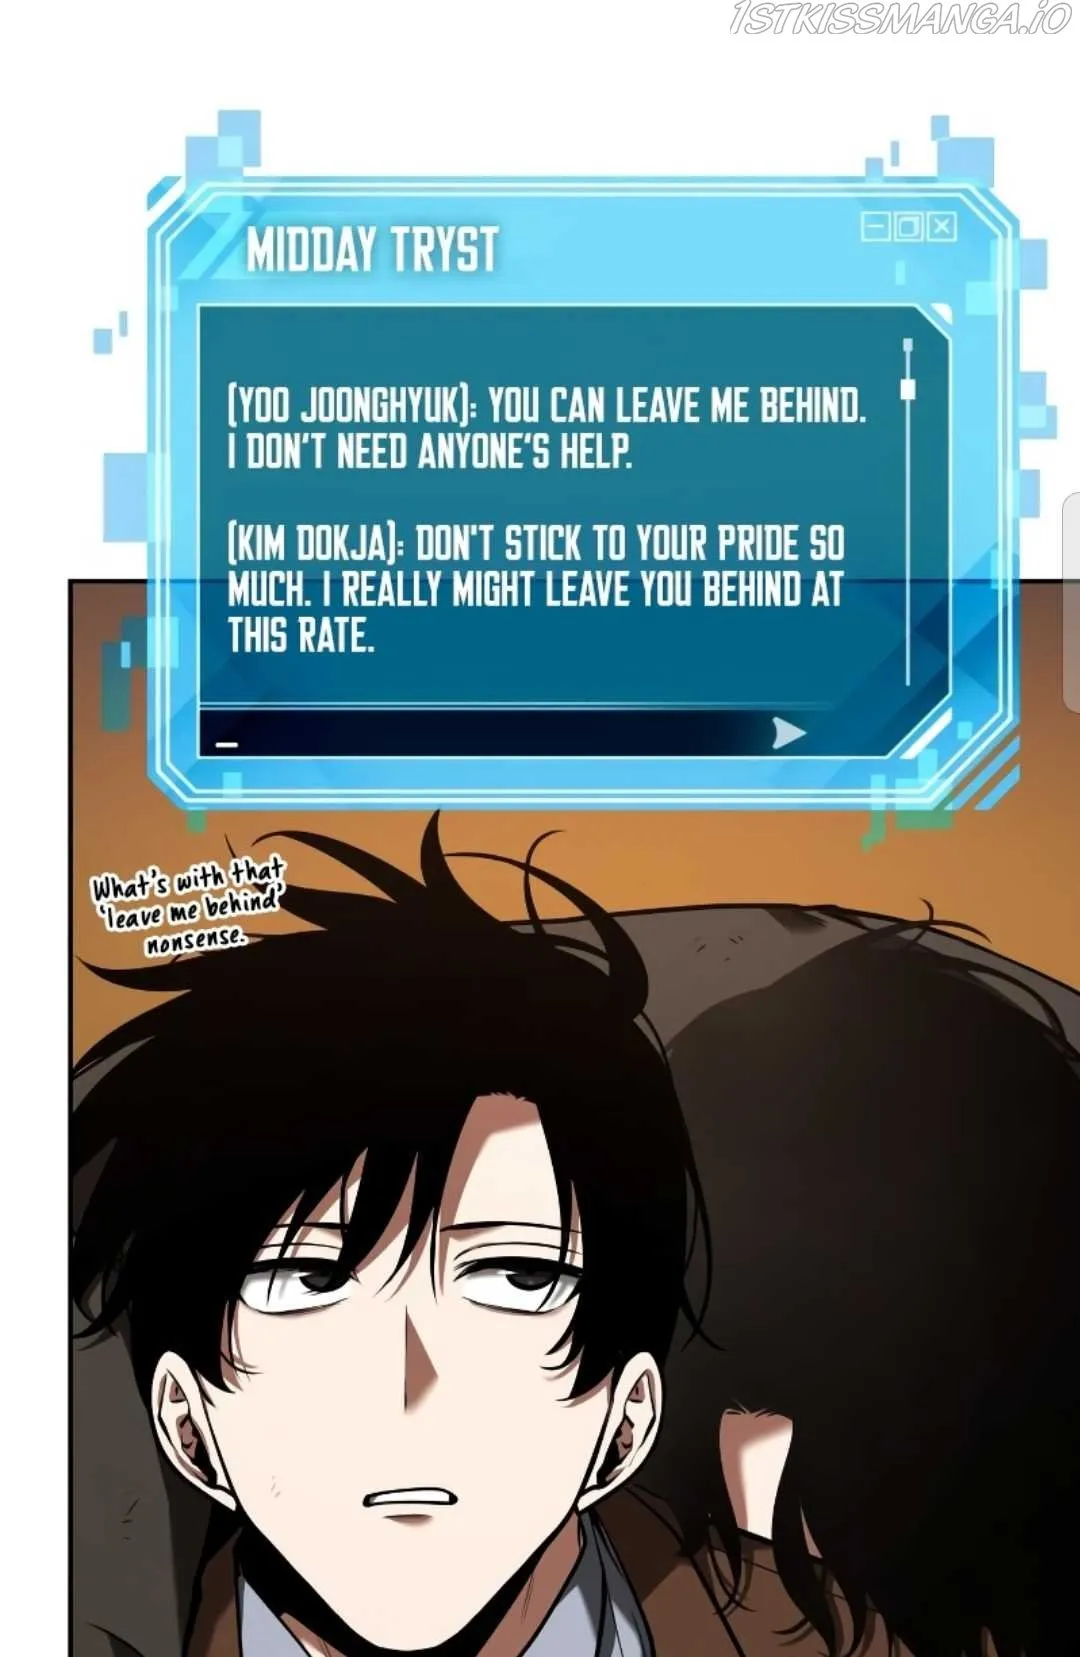 1STKISSMANGA.iO
MIDDAY TRYST
(YOO JOONGHYUK): YOU CAN LEAVE ME BEHIND.
I DON'T NEED ANYONE'S HELP.
(KIM DOKJA): DON'T STICK TO YOUR PRIDE SO
MUCH. I REALLY MIGHT LEAVE YOU BEHIND AT
THIS RATE.
What's with that
'leave me behind'
nonsense.